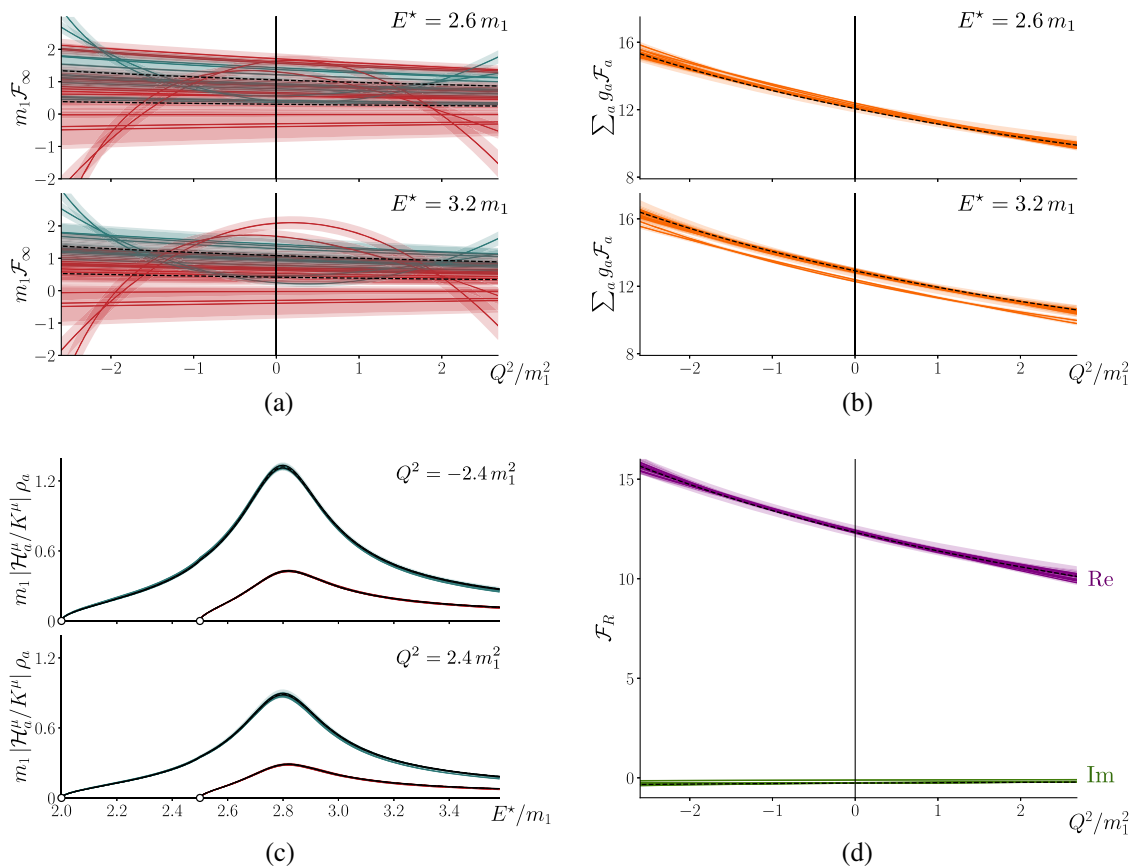 E⋆ = 2.6 m₁
m₁F∞
2
1
0
−1
−2
E⋆ = 3.2 m₁
m₁F∞
2
1
0
−1
−2
−2 −1 0 1 2 Q²/m₁²
(a)
E⋆ = 2.6 m₁
∑ₐ gₐFₐ
16
12
8
E⋆ = 3.2 m₁
∑ₐ gₐFₐ
16
12
8
−2 −1 0 1 2 Q²/m₁²
(b)
Q² = −2.4 m₁²
m₁ |Hₐ^μ/K^μ| ρₐ
1.2
0.6
0
Q² = 2.4 m₁²
m₁ |Hₐ^μ/K^μ| ρₐ
1.2
0.6
0
2.0 2.2 2.4 2.6 2.8 3.0 3.2 3.4 E⋆/m₁
(c)
F_R
15
10
5
0
Re
Im
−2 −1 0 1 2 Q²/m₁²
(d)